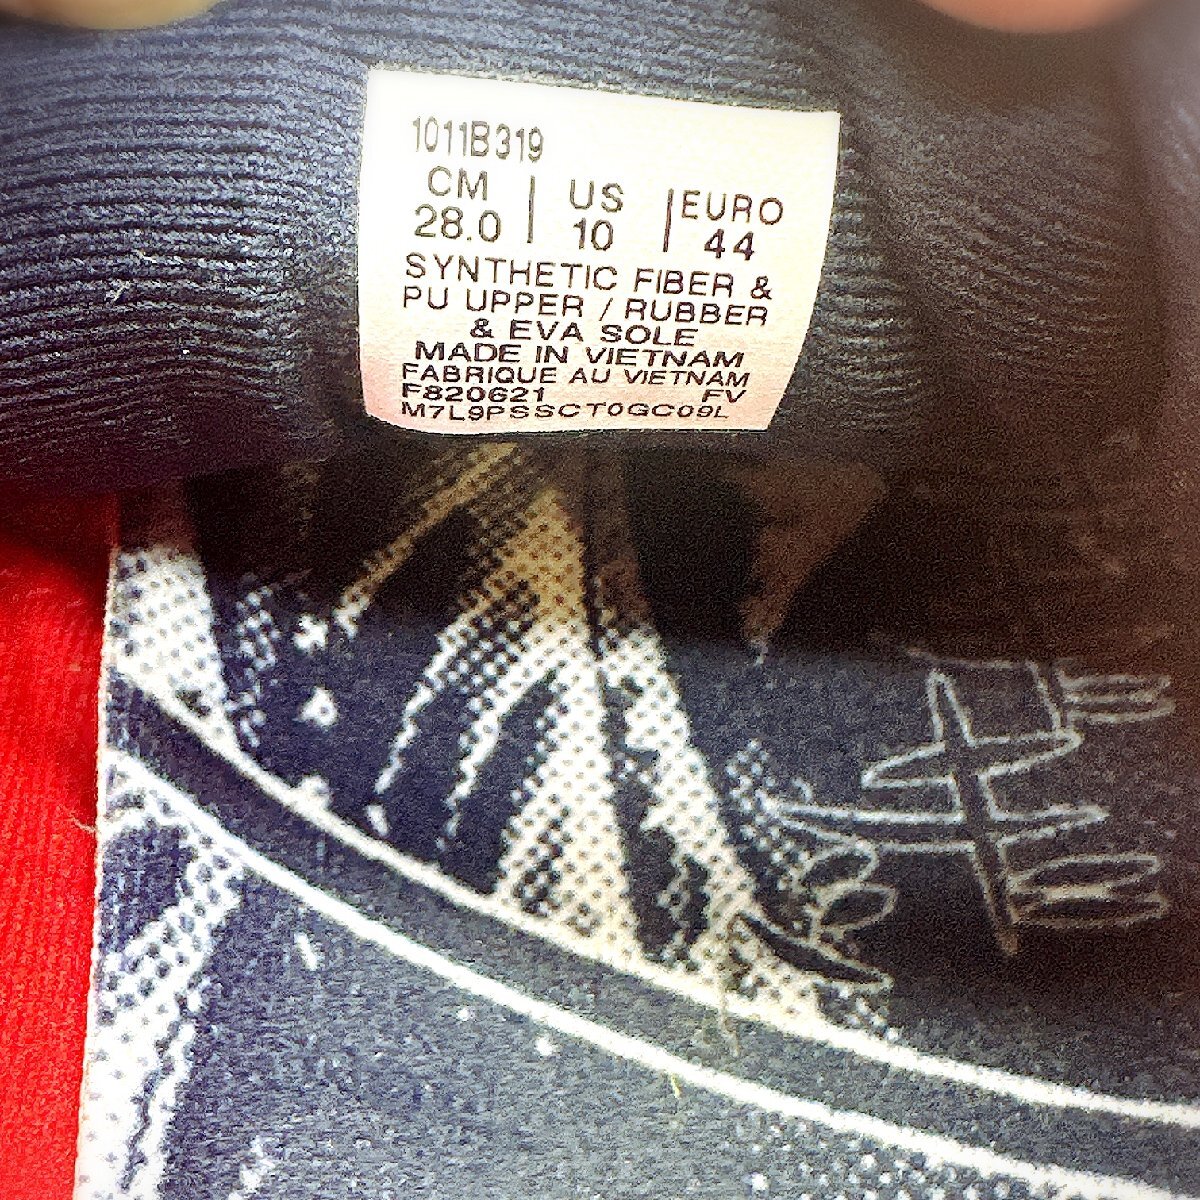 1011B319
CM | US | EURO
28.0 | 10 | 44
SYNTHETIC FIBER &
PU UPPER / RUBBER
& EVA SOLE
MADE IN VIETNAM
FABRIQUE AU VIETNAM
F820621 FV
M7L9PSSCT0GC09L